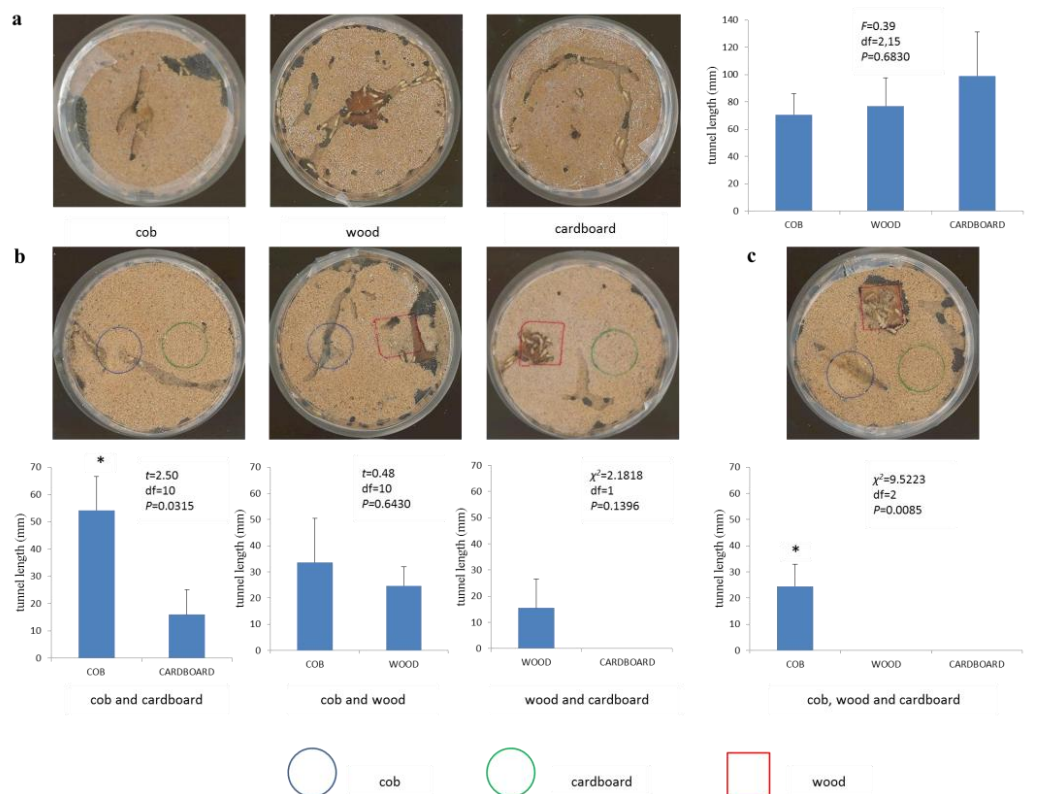 a
cob
wood
cardboard
tunnel length (mm)
140
120
100
80
60
40
20
0
F=0.39
df=2,15
P=0.6830
COB
WOOD
CARDBOARD
b
c
tunnel length (mm)
70
60
50
40
30
20
10
0
*
t=2.50
df=10
P=0.0315
COB
CARDBOARD
cob and cardboard
tunnel length (mm)
70
60
50
40
30
20
10
0
t=0.48
df=10
P=0.6430
COB
WOOD
cob and wood
tunnel length (mm)
70
60
50
40
30
20
10
0
χ²=2.1818
df=1
P=0.1396
WOOD
CARDBOARD
wood and cardboard
tunnel length (mm)
70
60
50
40
30
20
10
0
*
χ²=9.5223
df=2
P=0.0085
COB
WOOD
CARDBOARD
cob, wood and cardboard
cob
cardboard
wood